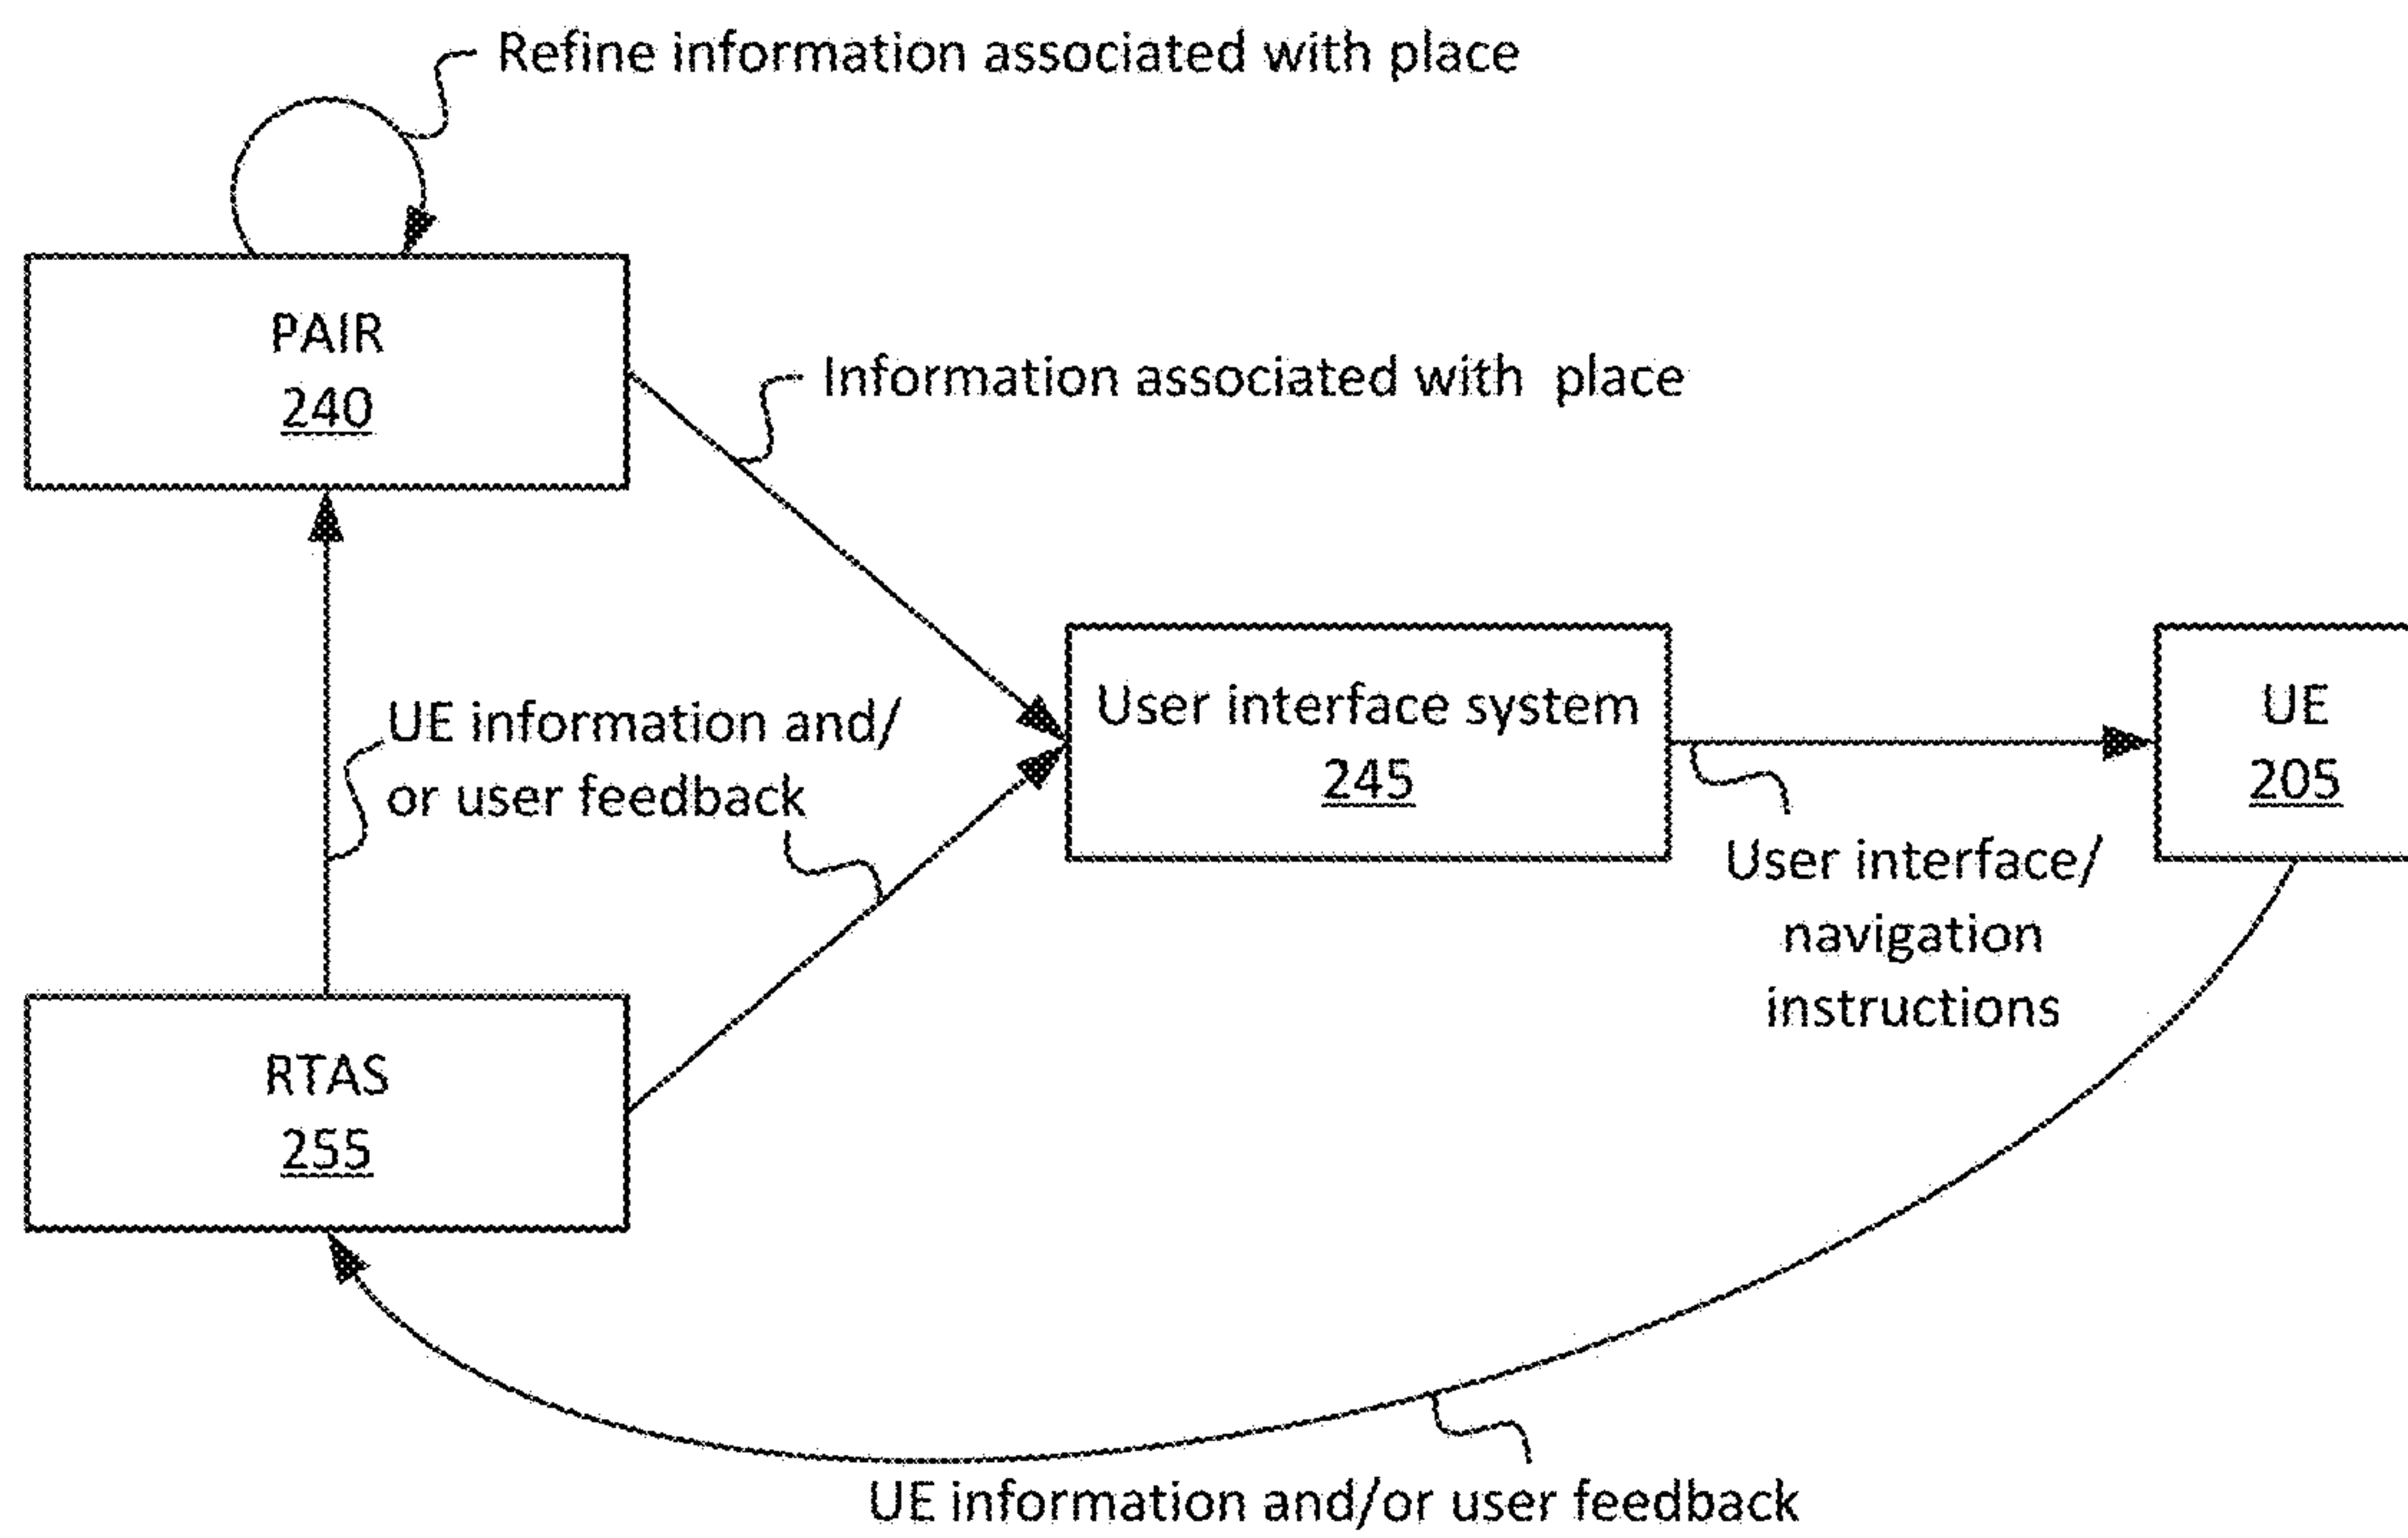 Refine information associated with place
PAIR
240
Information associated with place
UE information and/
or user feedback
User interface system
245
UE
205
User interface/
navigation
instructions
RTAS
255
UE information and/or user feedback